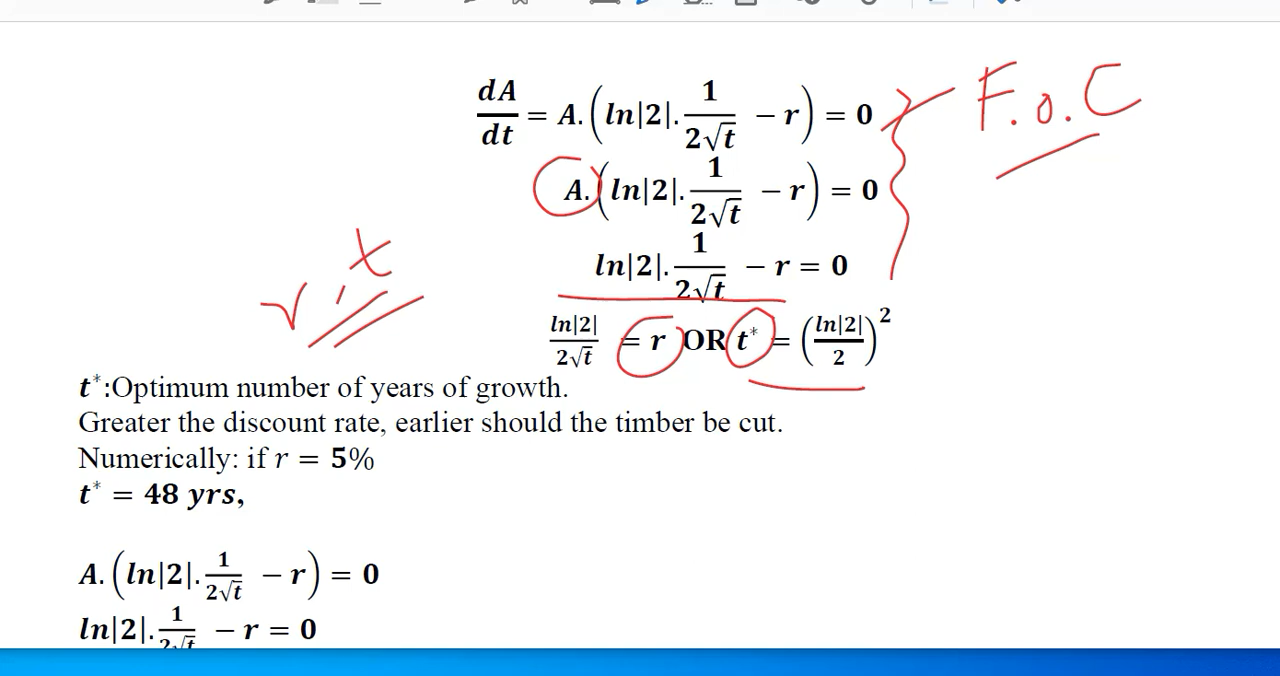 dA/dt = A.(ln|2|. 1/2√t − r) = 0
F.o.C
A.(ln|2|. 1/2√t − r) = 0
ln|2|. 1/2√t − r = 0
t
ln|2|/2√t = r OR t* = (ln|2|/2)²
t*:Optimum number of years of growth.
Greater the discount rate, earlier should the timber be cut.
Numerically: if r = 5%
t* = 48 yrs,
A.(ln|2|. 1/2√t − r) = 0
ln|2|. 1/2√t − r = 0